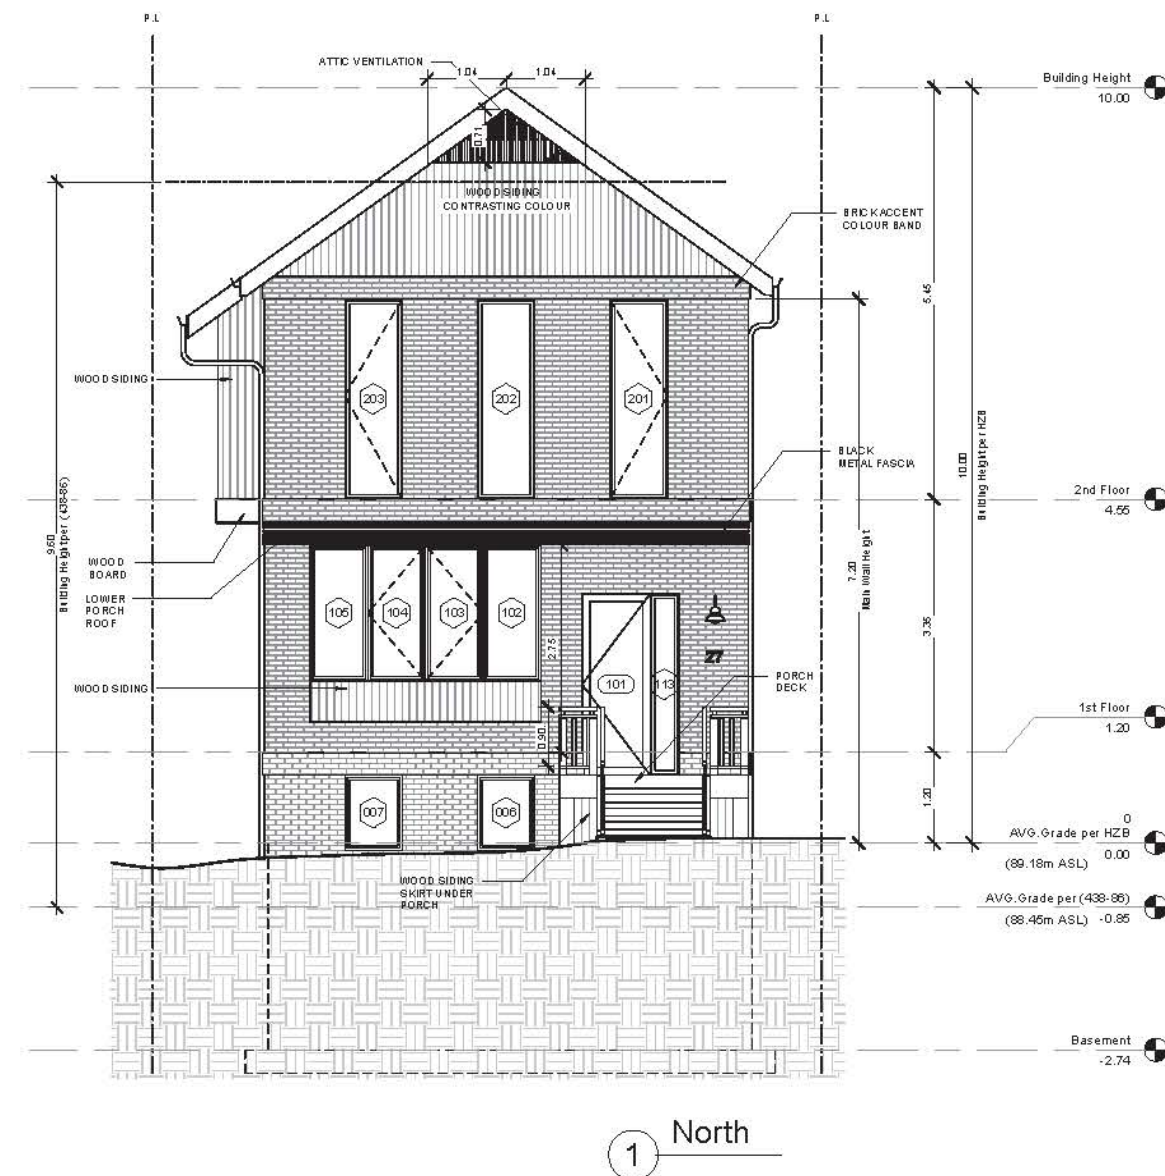 P.L
P.L
ATTIC VENTILATION
1.04
1.04
Building Height
10.00
0.71
WOOD SIDING
CONTRASTING COLOUR
BRICK ACCENT
COLOUR BAND
5.45
WOOD SIDING
203
202
201
BLACK
METAL FASCIA
10.00
Building Height per HZB
2nd Floor
4.55
9.60
Building Height per (438-86)
WOOD
BOARD
LOWER
PORCH
ROOF
7.20
Main Wall Height
105
104
103
102
2.75
3.35
27
WOOD SIDING
101
113
PORCH
DECK
0.90
1st Floor
1.20
1.20
007
006
0
AVG.Grade per HZB
0.00
(89.18m ASL)
WOOD SIDING
SKIRT UNDER
PORCH
AVG.Grade per (438-86)
(88.45m ASL) -0.85
Basement
-2.74
1
North